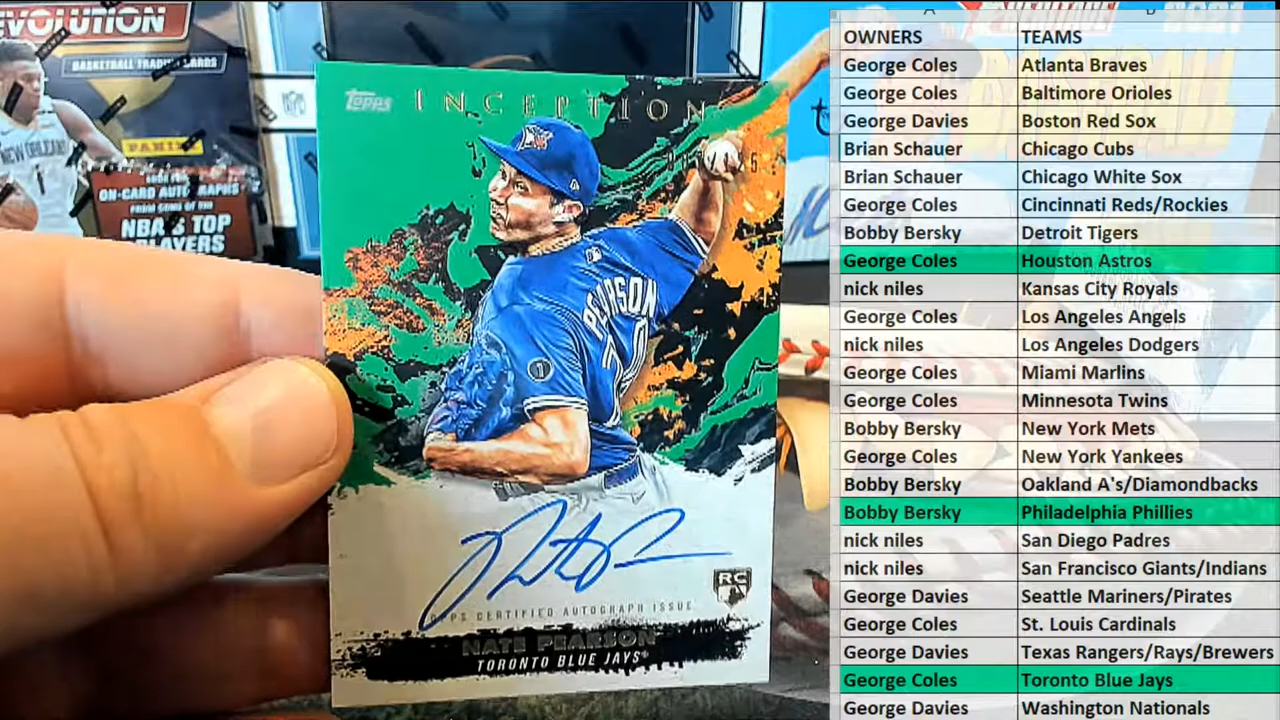 EVOLUTION
BASKETBALL TRADING CARDS
NEW ORLEANS
1
PANINI
ON-CARD AUTOGRAPHS
FROM SOME OF THE
NBA'S TOP
PLAYERS
topps INCEPTION
PEARSON
1
RC
TOPPS CERTIFIED AUTOGRAPH ISSUE
NATE PEARSON
TORONTO BLUE JAYS
A B
OWNERS TEAMS
George Coles Atlanta Braves
George Coles Baltimore Orioles
George Davies Boston Red Sox
Brian Schauer Chicago Cubs
Brian Schauer Chicago White Sox
George Coles Cincinnati Reds/Rockies
Bobby Bersky Detroit Tigers
George Coles Houston Astros
nick niles Kansas City Royals
George Coles Los Angeles Angels
nick niles Los Angeles Dodgers
George Coles Miami Marlins
George Coles Minnesota Twins
Bobby Bersky New York Mets
George Coles New York Yankees
Bobby Bersky Oakland A's/Diamondbacks
Bobby Bersky Philadelphia Phillies
nick niles San Diego Padres
nick niles San Francisco Giants/Indians
George Davies Seattle Mariners/Pirates
George Coles St. Louis Cardinals
George Davies Texas Rangers/Rays/Brewers
George Coles Toronto Blue Jays
George Davies Washington Nationals